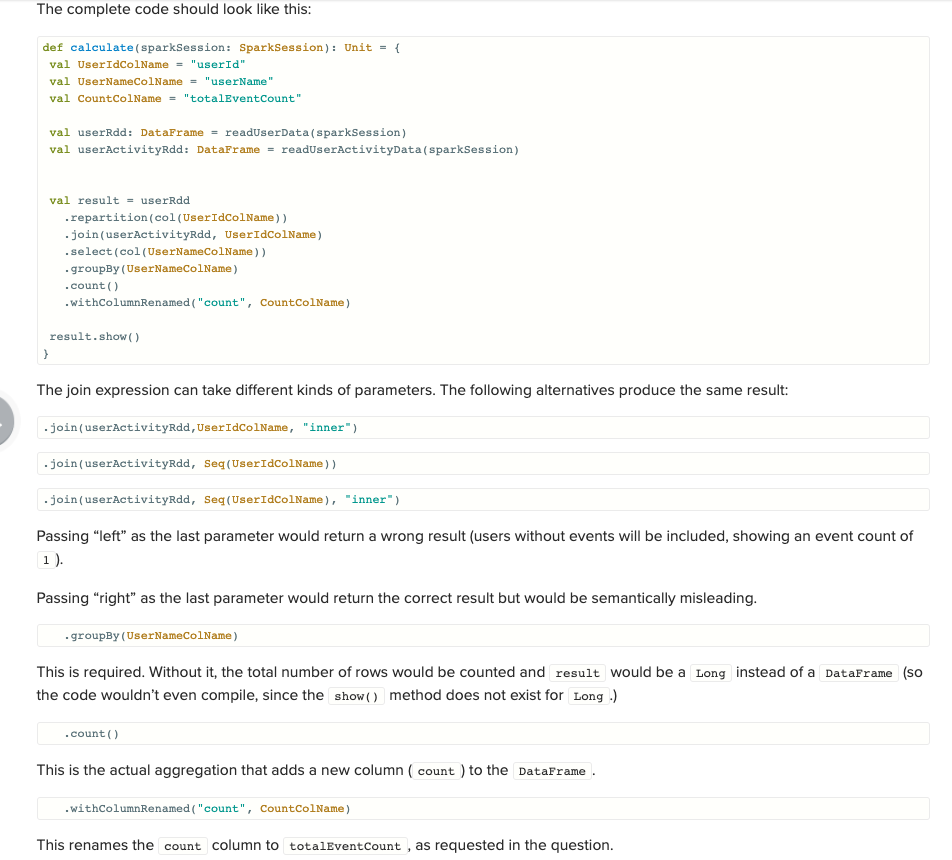 The complete code should look like this:
def calculate(sparkSession: SparkSession): Unit = {
val UserIdColName = "userId"
val UserNameColName = "userName"
val CountColName = "totalEventCount"
val userRdd: DataFrame = readUserData(sparkSession)
val userActivityRdd: DataFrame = readUserActivityData(sparkSession)
val result = userRdd
.repartition(col(UserIdColName))
.join(userActivityRdd, UserIdColName)
.select(col(UserNameColName))
.groupBy(UserNameColName)
.count()
.withColumnRenamed("count", CountColName)
result.show()
}
The join expression can take different kinds of parameters. The following alternatives produce the same result:
.join(userActivityRdd,UserIdColName, "inner")
.join(userActivityRdd, Seq(UserIdColName))
.join(userActivityRdd, Seq(UserIdColName), "inner")
Passing “left” as the last parameter would return a wrong result (users without events will be included, showing an event count of
1 ).
Passing “right” as the last parameter would return the correct result but would be semantically misleading.
.groupBy(UserNameColName)
This is required. Without it, the total number of rows would be counted and result would be a Long instead of a DataFrame (so
the code wouldn’t even compile, since the show() method does not exist for Long .)
.count()
This is the actual aggregation that adds a new column ( count ) to the DataFrame .
.withColumnRenamed("count", CountColName)
This renames the count column to totalEventCount , as requested in the question.